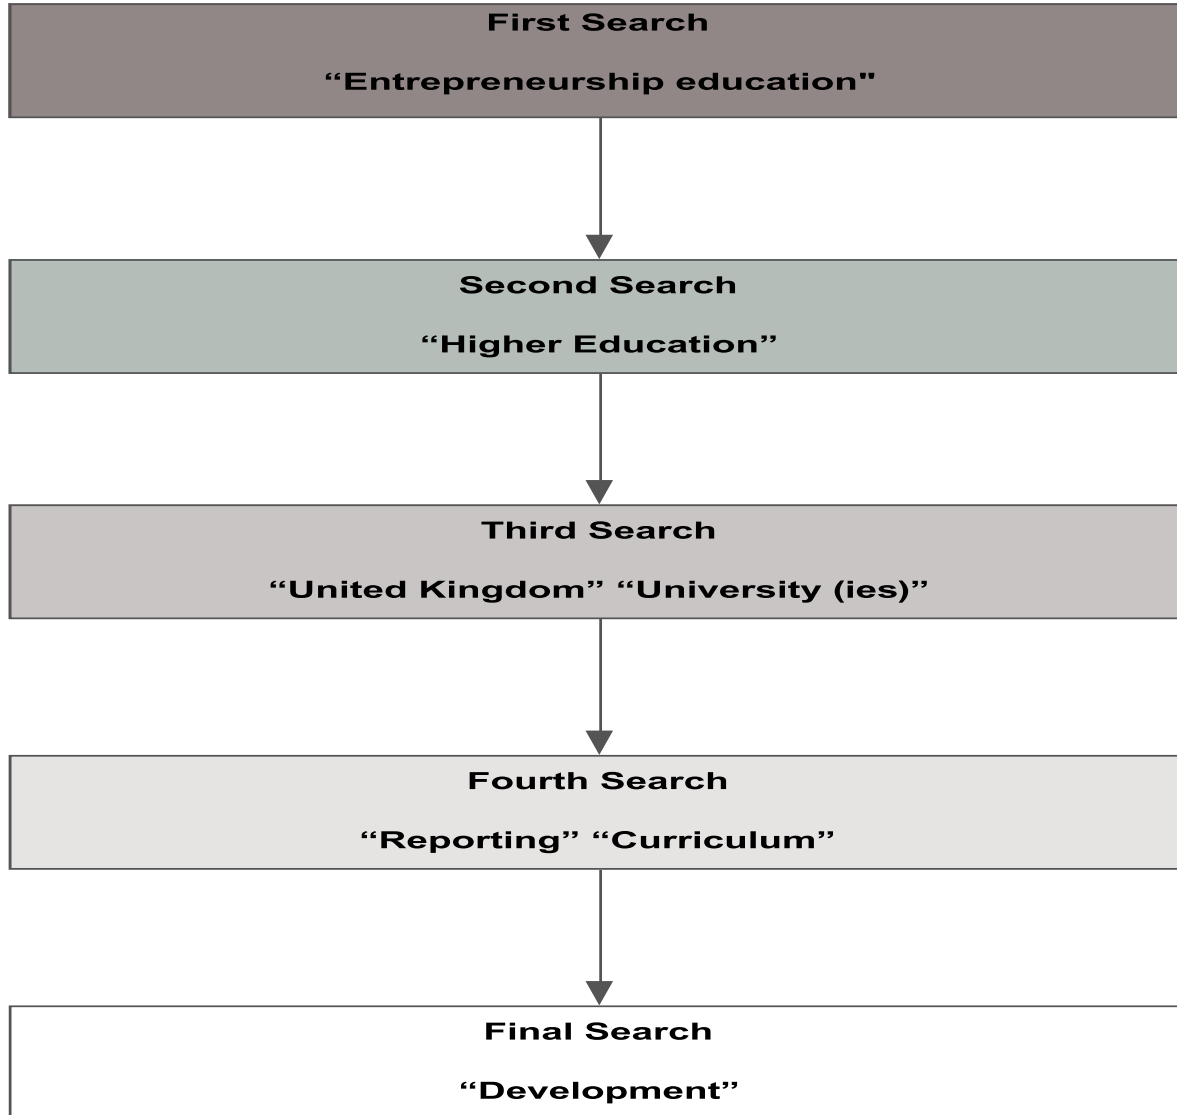 First Search
“Entrepreneurship education"
Second Search
“Higher Education”
Third Search
“United Kingdom” “University (ies)”
Fourth Search
“Reporting” “Curriculum”
Final Search
“Development”